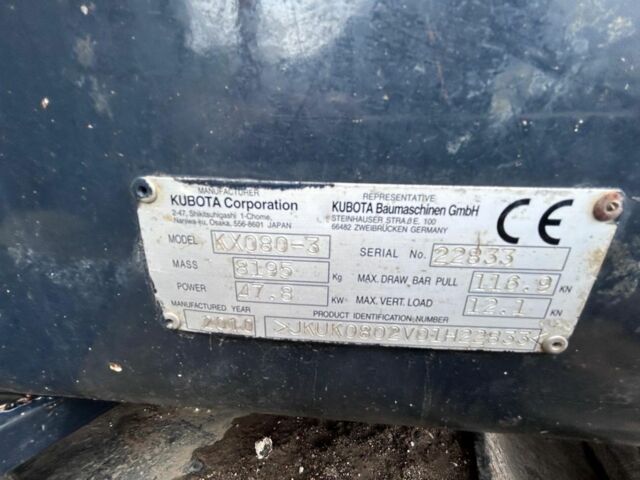 MANUFACTURER
KUBOTA Corporation
2-47, Shikitsuhigashi 1-Chome,
Naniwa-ku, Osaka, 556-8601 JAPAN
REPRESENTATIVE
KUBOTA Baumaschinen GmbH
STEINHAUSER STRAßE, 100
66482 ZWEIBRÜCKEN GERMANY
CE
MODEL KX080-3
SERIAL No. 22833
MASS 8195 Kg
MAX. DRAW BAR PULL 116.9 KN
POWER 47.8 KW
MAX. VERT. LOAD 12.1 KN
MANUFACTURED YEAR
2010
PRODUCT IDENTIFICATION NUMBER
>JKUK0802V01H22833<